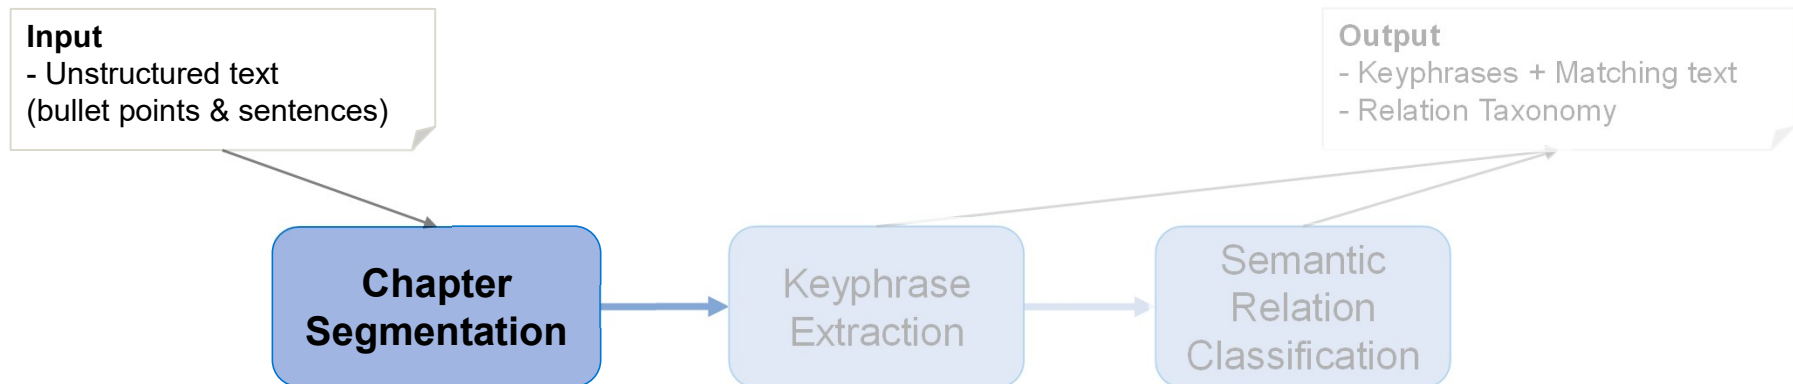 Input
- Unstructured text
(bullet points & sentences)
Output
- Keyphrases + Matching text
- Relation Taxonomy
Chapter
Segmentation
Keyphrase
Extraction
Semantic
Relation
Classification